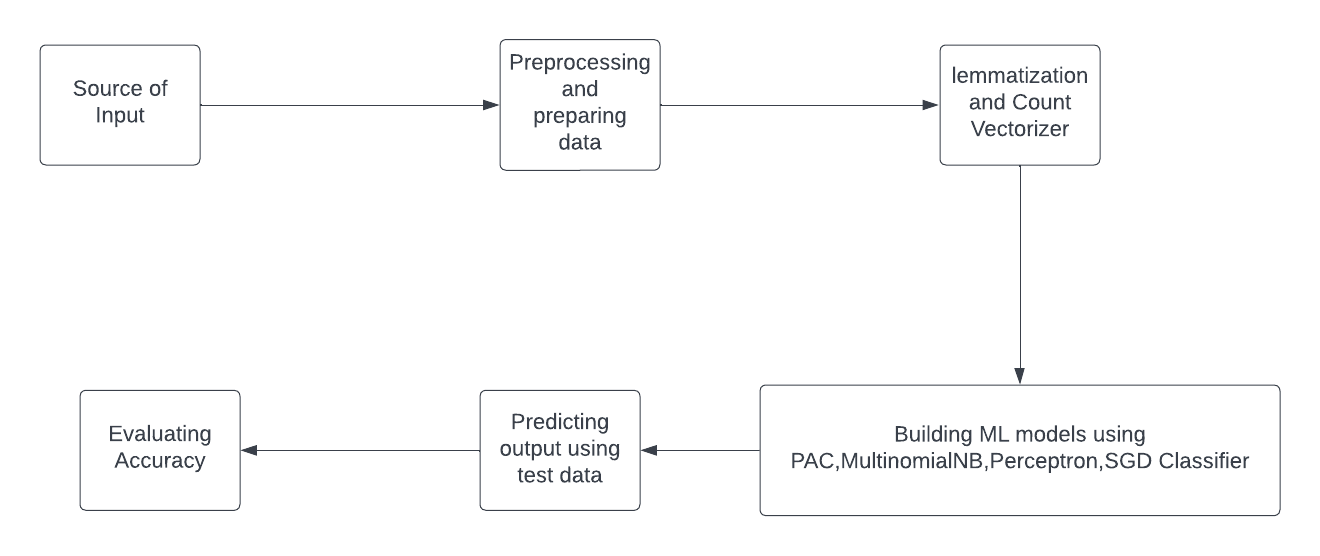 Source of
Input
Preprocessing
and
preparing
data
lemmatization
and Count
Vectorizer
Building ML models using
PAC,MultinomialNB,Perceptron,SGD Classifier
Predicting
output using
test data
Evaluating
Accuracy